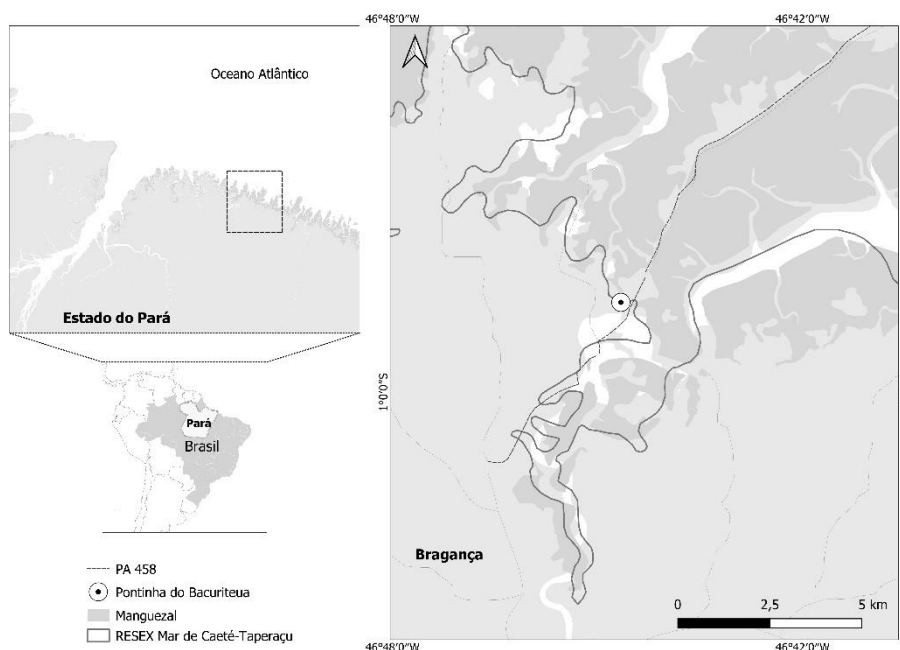 Oceano Atlântico
Estado do Pará
Pará
Brasil
PA 458
Pontinha do Bacuriteua
Manguezal
RESEX Mar de Caeté-Taperaçu
46°48'0"W
46°42'0"W
1°0'0"S
Bragança
0
2,5
5 km
46°48'0"W
46°42'0"W